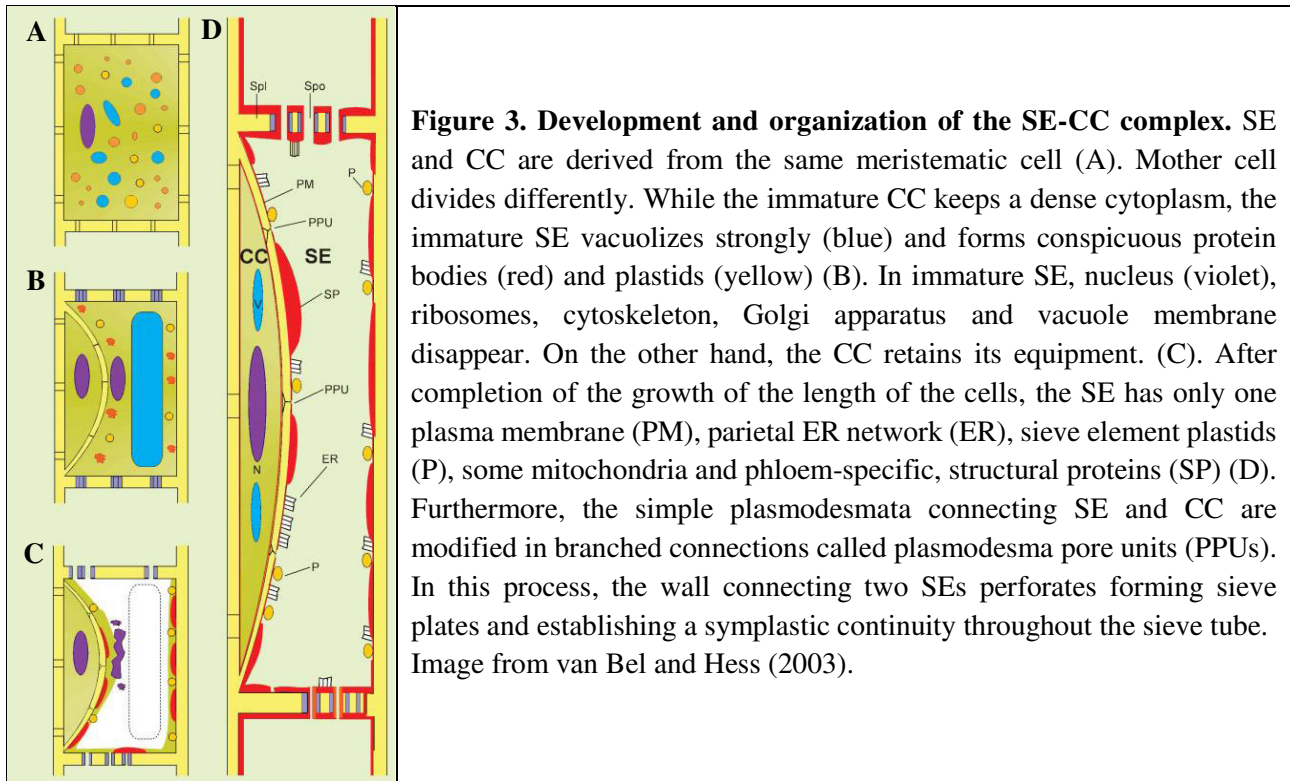 A
D
Spl
Spo
P
PM
PPU
CC
SE
V
SP
B
PPU
N
ER
P
C
Figure 3. Development and organization of the SE-CC complex. SE
and CC are derived from the same meristematic cell (A). Mother cell
divides differently. While the immature CC keeps a dense cytoplasm, the
immature SE vacuolizes strongly (blue) and forms conspicuous protein
bodies (red) and plastids (yellow) (B). In immature SE, nucleus (violet),
ribosomes, cytoskeleton, Golgi apparatus and vacuole membrane
disappear. On the other hand, the CC retains its equipment. (C). After
completion of the growth of the length of the cells, the SE has only one
plasma membrane (PM), parietal ER network (ER), sieve element plastids
(P), some mitochondria and phloem-specific, structural proteins (SP) (D).
Furthermore, the simple plasmodesmata connecting SE and CC are
modified in branched connections called plasmodesma pore units (PPUs).
In this process, the wall connecting two SEs perforates forming sieve
plates and establishing a symplastic continuity throughout the sieve tube.
Image from van Bel and Hess (2003).